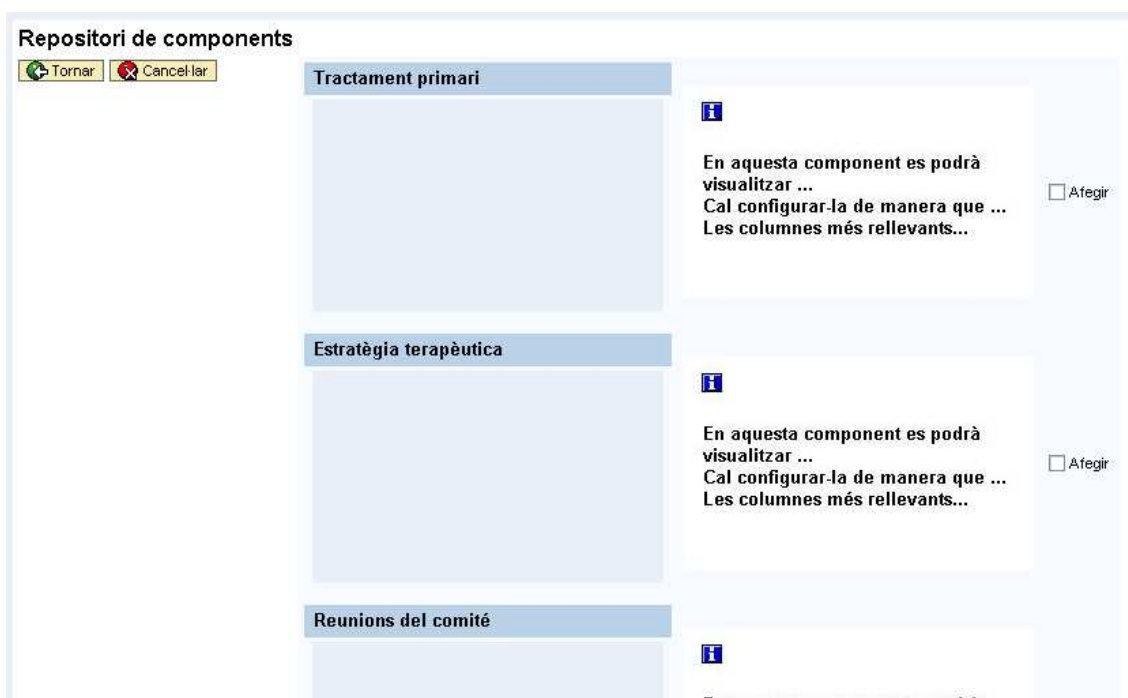 Repositori de components
Tornar Cancel·lar
Tractament primari
En aquesta component es podrà
visualitzar ...
Cal configurar-la de manera que ...
Les columnes més rellevants...
Afegir
Estratègia terapèutica
En aquesta component es podrà
visualitzar ...
Cal configurar-la de manera que ...
Les columnes més rellevants...
Afegir
Reunions del comité